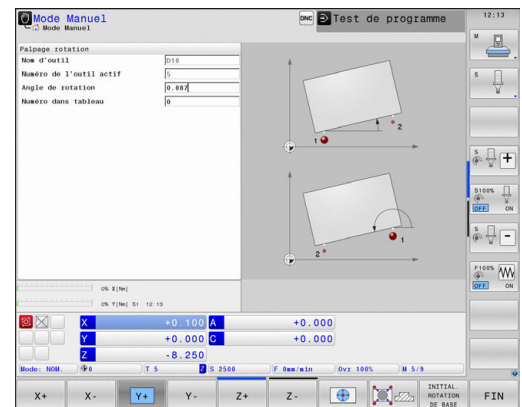 Mode Manuel
Mode Manuel
DNC
Test de programme
12:13
Palpage rotation
Nom d'outil D10
Numéro de l'outil actif 5
Angle de rotation 0.087
Numéro dans tableau 0
1
2
1
2
M
S
S
S100%
OFF ON
S
F100%
OFF ON
0% X[Nm]
0% Y[Nm] S1 12:13
X +0.100 A +0.000
Y +0.000 C +0.000
Z -8.250
Mode: NOM. 0 T 5 Z S 2500 F 0mm/min Ovr 100% M 5/9
X+
X-
Y+
Y-
Z+
Z-
INITIAL.
ROTATION
DE BASE
FIN